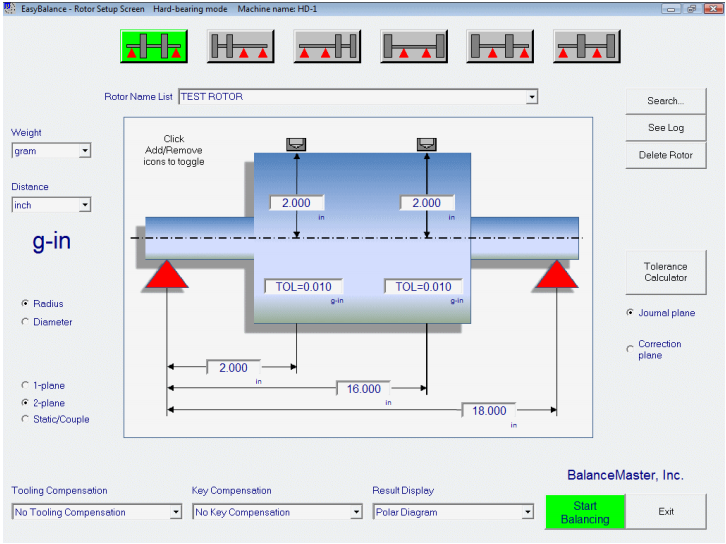 EasyBalance - Rotor Setup Screen   Hard-bearing mode   Machine name: HD-1
Rotor Name List TEST ROTOR
Search...
See Log
Delete Rotor
Weight
gram
Distance
inch
g-in
Click
Add/Remove
icons to toggle
2.000
in
2.000
in
TOL=0.010
g-in
TOL=0.010
g-in
Tolerance
Calculator
Journal plane
Correction
plane
Radius
Diameter
2.000
in
16.000
in
18.000
in
1-plane
2-plane
Static/Couple
BalanceMaster, Inc.
Tooling Compensation
No Tooling Compensation
Key Compensation
No Key Compensation
Result Display
Polar Diagram
Start
Balancing
Exit